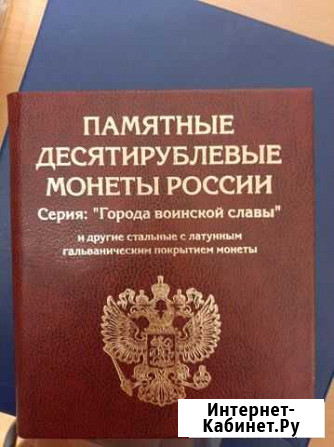 ПАМЯТНЫЕ
ДЕСЯТИРУБЛЕВЫЕ
МОНЕТЫ РОССИИ
Серия: "Города воинской славы"
и другие стальные с латунным
гальваническим покрытием монеты
Интернет-
Кабинет.Ру